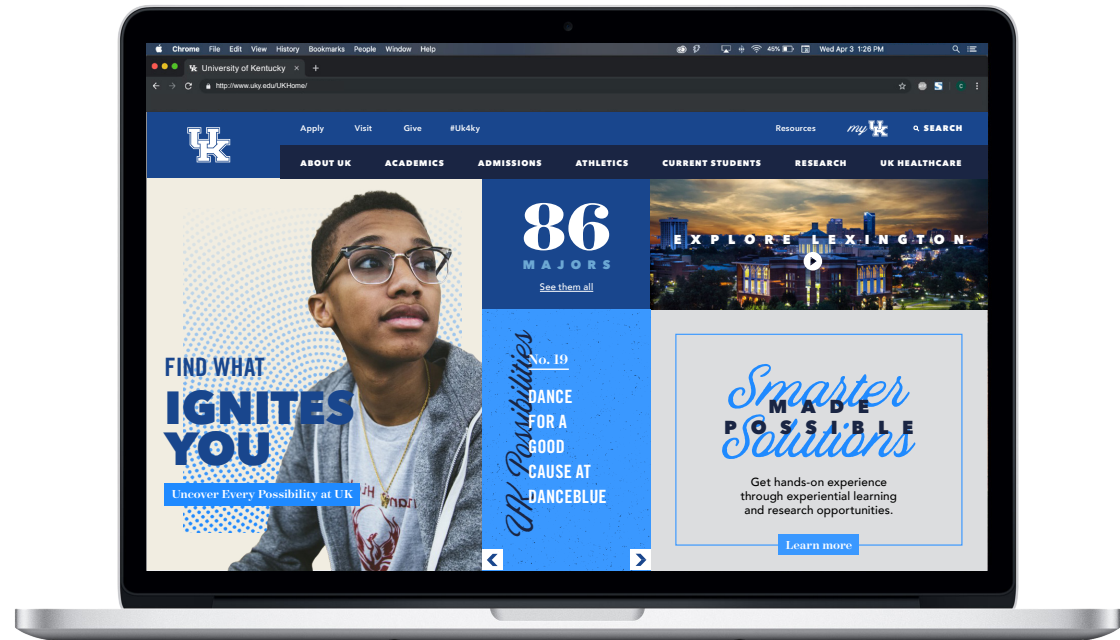 Chrome File Edit View History Bookmarks People Window Help 45% Wed Apr 3 1:26 PM
University of Kentucky × +
http://www.uky.edu/UKHome/
UK
Apply Visit Give #Uk4ky Resources my UK SEARCH
ABOUT UK ACADEMICS ADMISSIONS ATHLETICS CURRENT STUDENTS RESEARCH UK HEALTHCARE
FIND WHAT
IGNITES
YOU
Uncover Every Possibility at UK
86
MAJORS
See them all
EXPLORE LEXINGTON
UK Possibilities
No. 19
DANCE
FOR A
GOOD
CAUSE AT
DANCEBLUE
Smarter
MADE
POSSIBLE
Solutions
Get hands-on experience
through experiential learning
and research opportunities.
Learn more